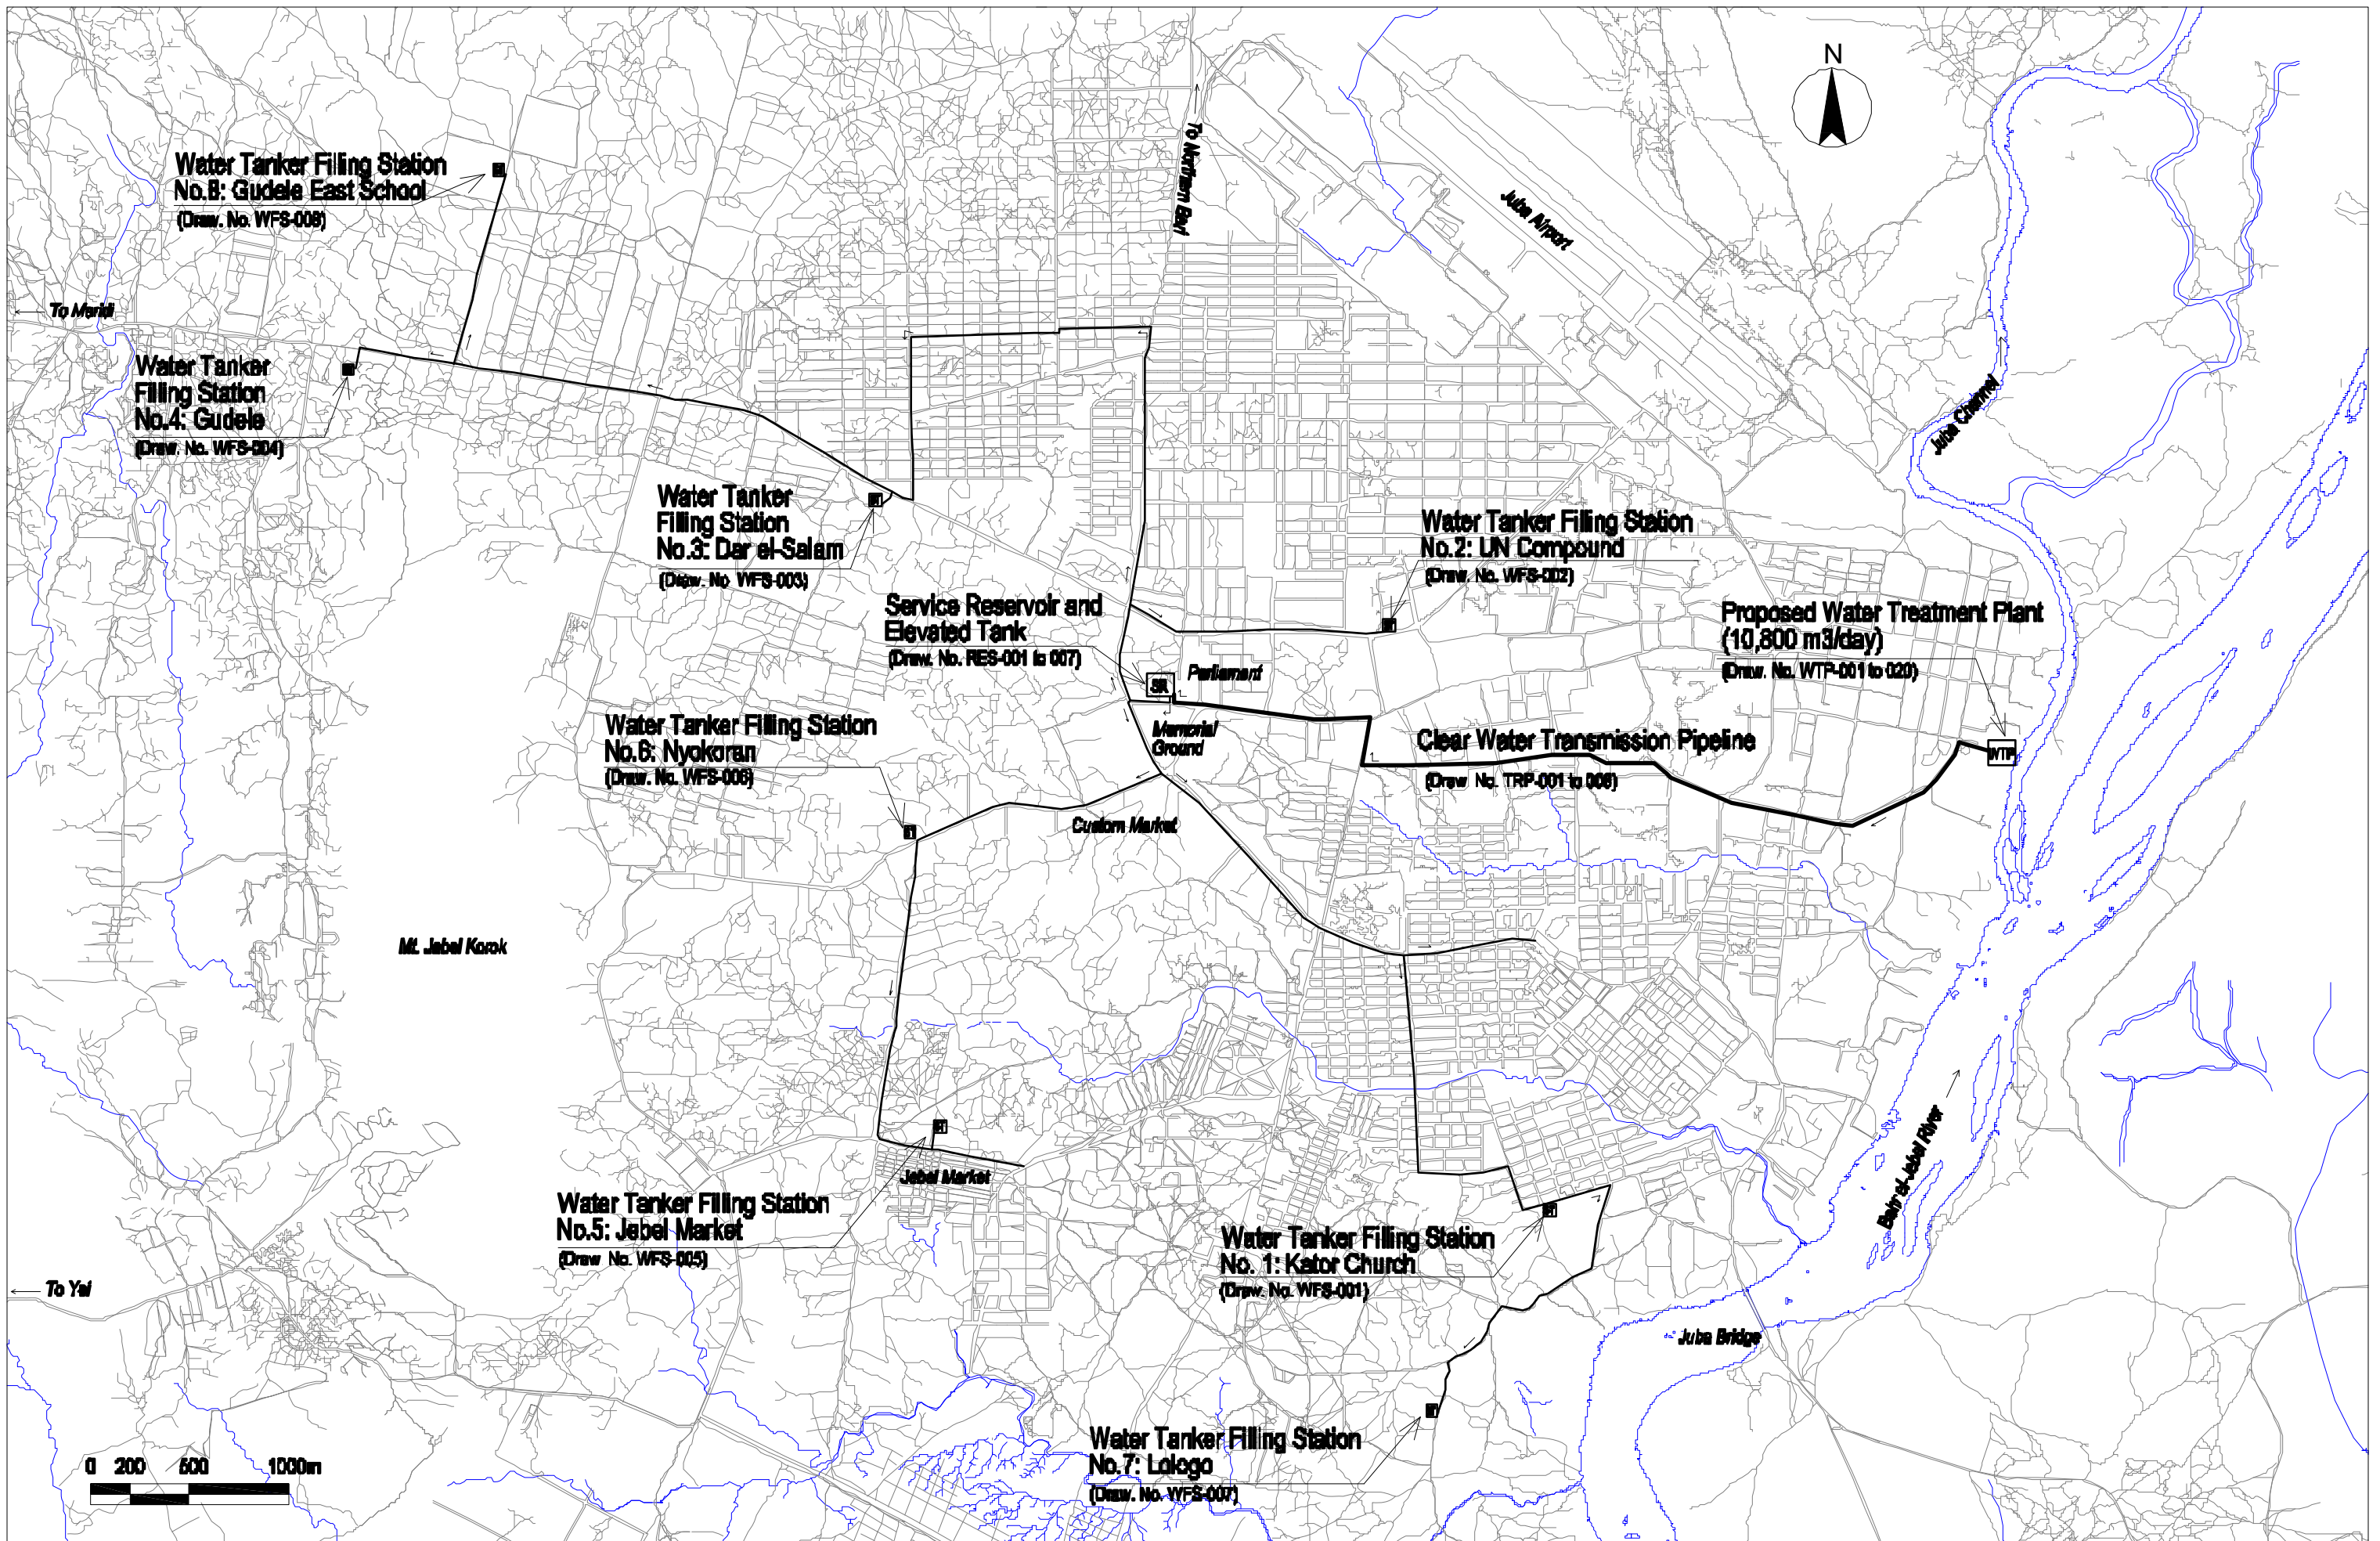 N
To Northern Bari
Juba Airport
Water Tanker Filling Station
No.8: Gudele East School
(Draw. No. WFS-008)
To Maridi
Water Tanker
Filling Station
No.4: Gudele
(Draw. No. WFS-004)
Juba Channel
Water Tanker
Filling Station
No.3: Dar el-Salam
(Draw. No. WFS-003)
Water Tanker Filling Station
No.2: UN Compound
(Draw. No. WFS-002)
Service Reservoir and
Elevated Tank
(Draw. No. RES-001 to 007)
Proposed Water Treatment Plant
(10,800 m3/day)
(Draw. No. WTP-001 to 020)
SR
Parliament
Memorial
Ground
Water Tanker Filling Station
No.6: Nyokoran
(Draw. No. WFS-006)
Clear Water Transmission Pipeline
(Draw. No. TRP-001 to 008)
WTP
Custom Market
Mt. Jebel Korok
Bahr el-Jebel River
Jebel Market
Water Tanker Filling Station
No.5: Jebel Market
(Draw. No. WFS-005)
Water Tanker Filling Station
No. 1: Kator Church
(Draw. No. WFS-001)
To Yei
Juba Bridge
Water Tanker Filling Station
No.7: Lologo
(Draw. No. WFS-007)
0 200 500 1000m